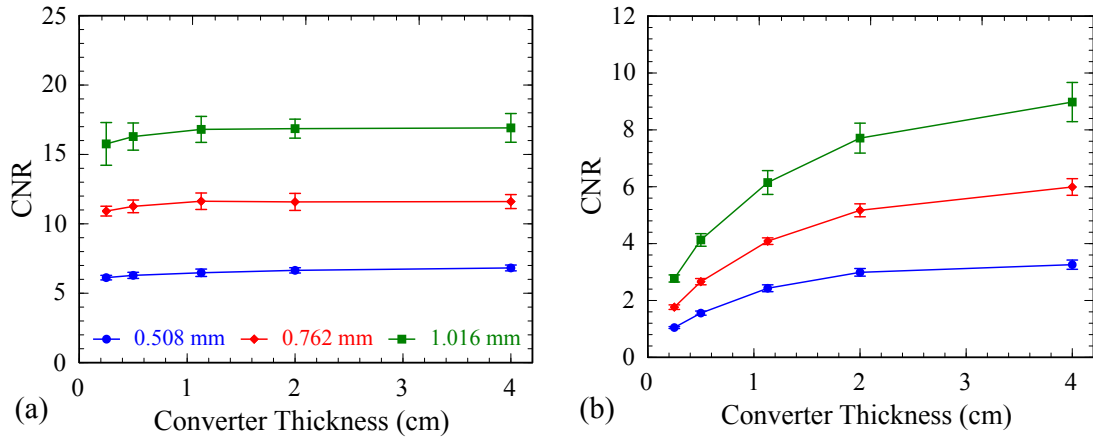 25
20
15
10
5
0
CNR
0.508 mm 0.762 mm 1.016 mm
0 1 2 3 4
(a) Converter Thickness (cm)
12
10
8
6
4
2
0
CNR
0 1 2 3 4
(b) Converter Thickness (cm)